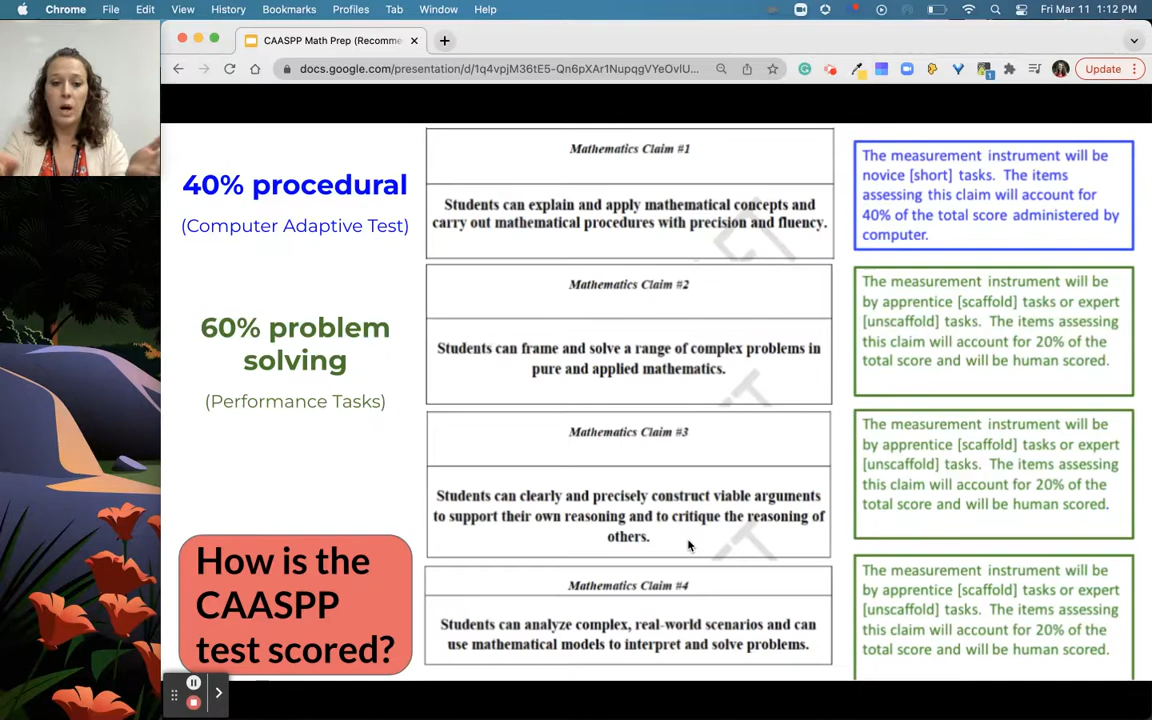 Chrome File Edit View History Bookmarks Profiles Tab Window Help
Fri Mar 11 1:12 PM
CAASPP Math Prep (Recomme
docs.google.com/presentation/d/1q4vpjM36tE5-Qn6pXAr1NupqgVYeOvlU...
Update
40% procedural
(Computer Adaptive Test)
60% problem
solving
(Performance Tasks)
How is the
CAASPP
test scored?
Mathematics Claim #1
Students can explain and apply mathematical concepts and
carry out mathematical procedures with precision and fluency.
The measurement instrument will be
novice [short] tasks. The items
assessing this claim will account for
40% of the total score administered by
computer.
Mathematics Claim #2
Students can frame and solve a range of complex problems in
pure and applied mathematics.
The measurement instrument will be
by apprentice [scaffold] tasks or expert
[unscaffold] tasks. The items assessing
this claim will account for 20% of the
total score and will be human scored.
Mathematics Claim #3
Students can clearly and precisely construct viable arguments
to support their own reasoning and to critique the reasoning of
others.
The measurement instrument will be
by apprentice [scaffold] tasks or expert
[unscaffold] tasks. The items assessing
this claim will account for 20% of the
total score and will be human scored.
Mathematics Claim #4
Students can analyze complex, real-world scenarios and can
use mathematical models to interpret and solve problems.
The measurement instrument will be
by apprentice [scaffold] tasks or expert
[unscaffold] tasks. The items assessing
this claim will account for 20% of the
total score and will be human scored.